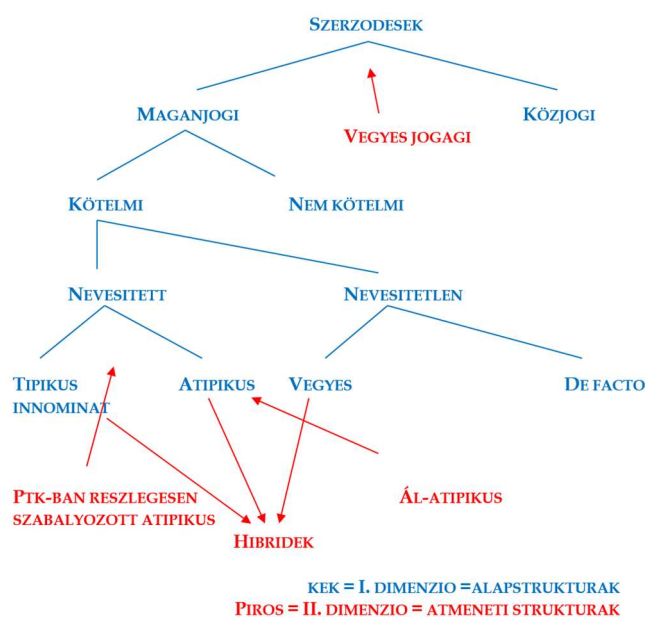 SZERZODESEK
MAGANJOGI
KÖZJOGI
VEGYES JOGAGI
KÖTELMI
NEM KÖTELMI
NEVESITETT
NEVESITETLEN
TIPIKUS
INNOMINAT
ATIPIKUS
VEGYES
DE FACTO
PTK-BAN RESZLEGESEN
SZABALYOZOTT ATIPIKUS
ÁL-ATIPIKUS
HIBRIDEK
KEK = I. DIMENZIO =ALAPSTRUKTURAK
PIROS = II. DIMENZIO = ATMENETI STRUKTURAK